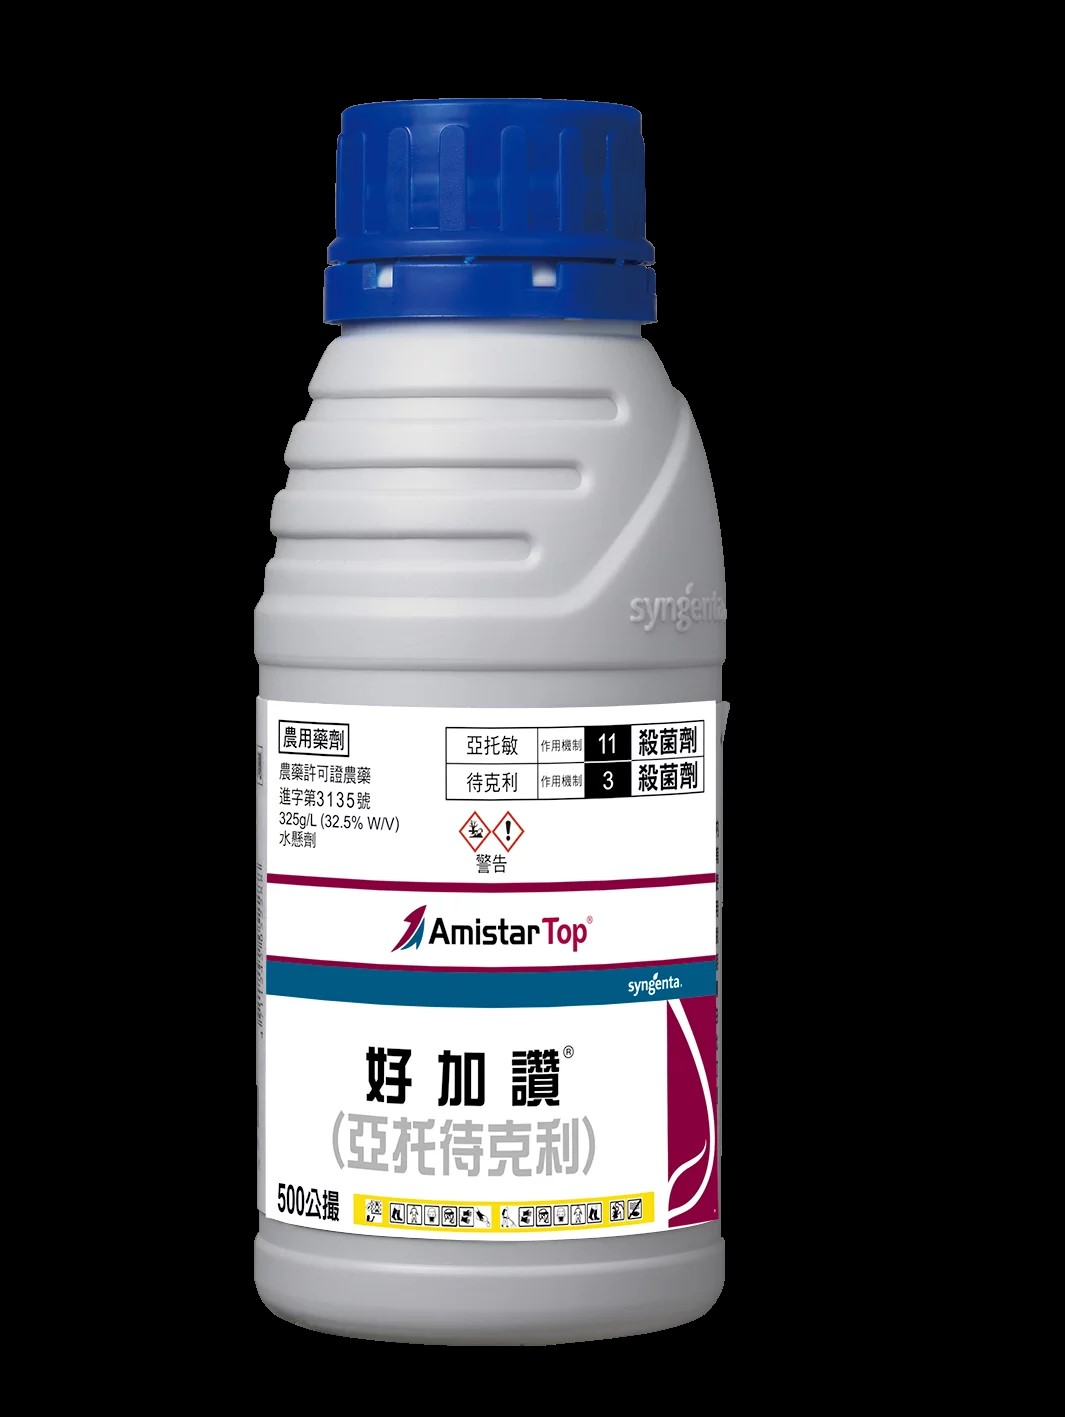 syngenta
農用藥劑
農藥許可證農藥
進字第3135號
325g/L (32.5% W/V)
水懸劑
亞托敏 作用機制 11 殺菌劑
待克利 作用機制 3 殺菌劑
警告
AmistarTop®
syngenta.
好加讚®
(亞托待克利)
500公撮